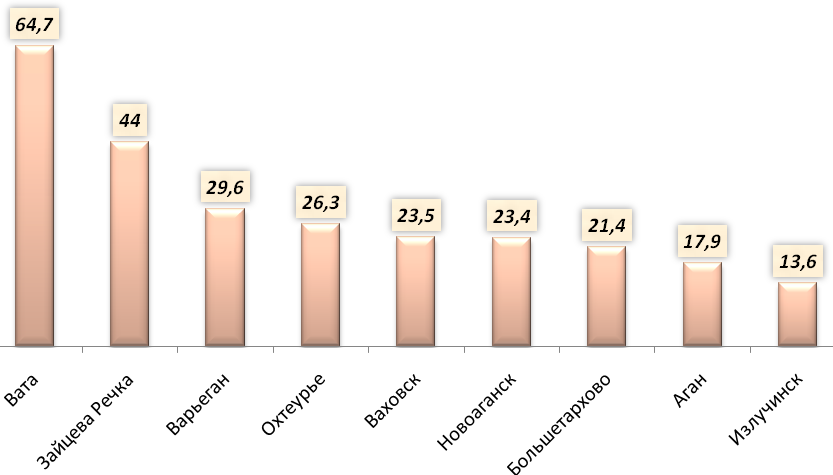 64,7
44
29,6
26,3
23,5
23,4
21,4
17,9
13,6
Вата
Зайцева Речка
Варьеган
Охтеурье
Ваховск
Новоаганск
Большетархово
Аган
Излучинск